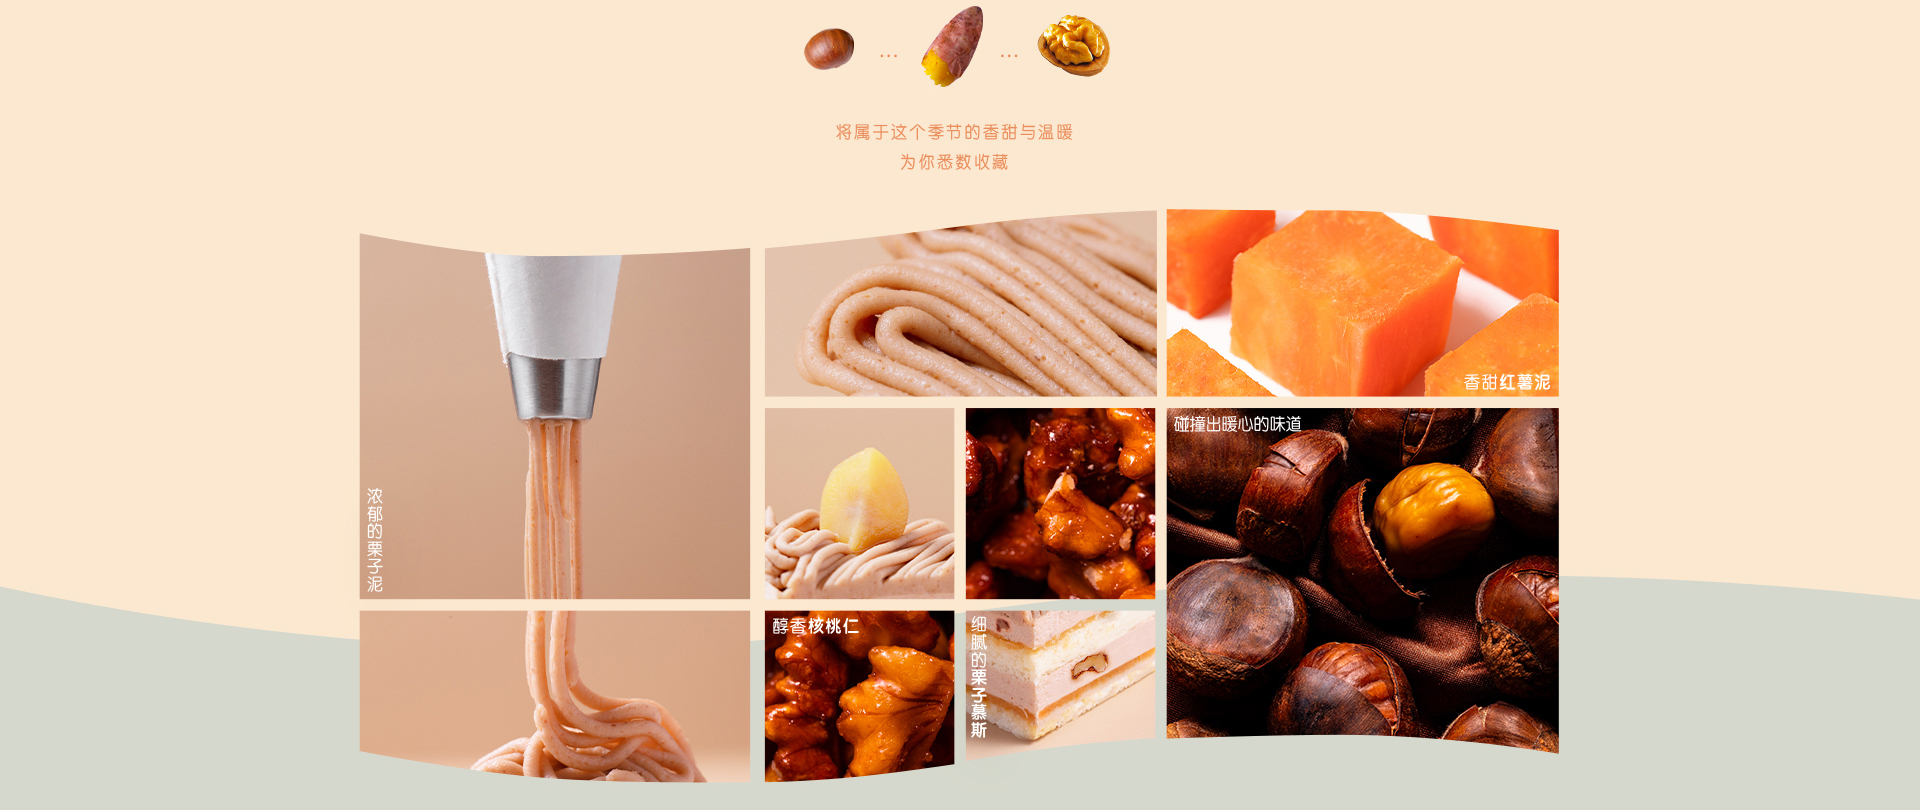 将属于这个季节的香甜与温暖
为你悉数收藏
浓郁的栗子泥
香甜红薯泥
碰撞出暖心的味道
醇香核桃仁
细腻的栗子慕斯